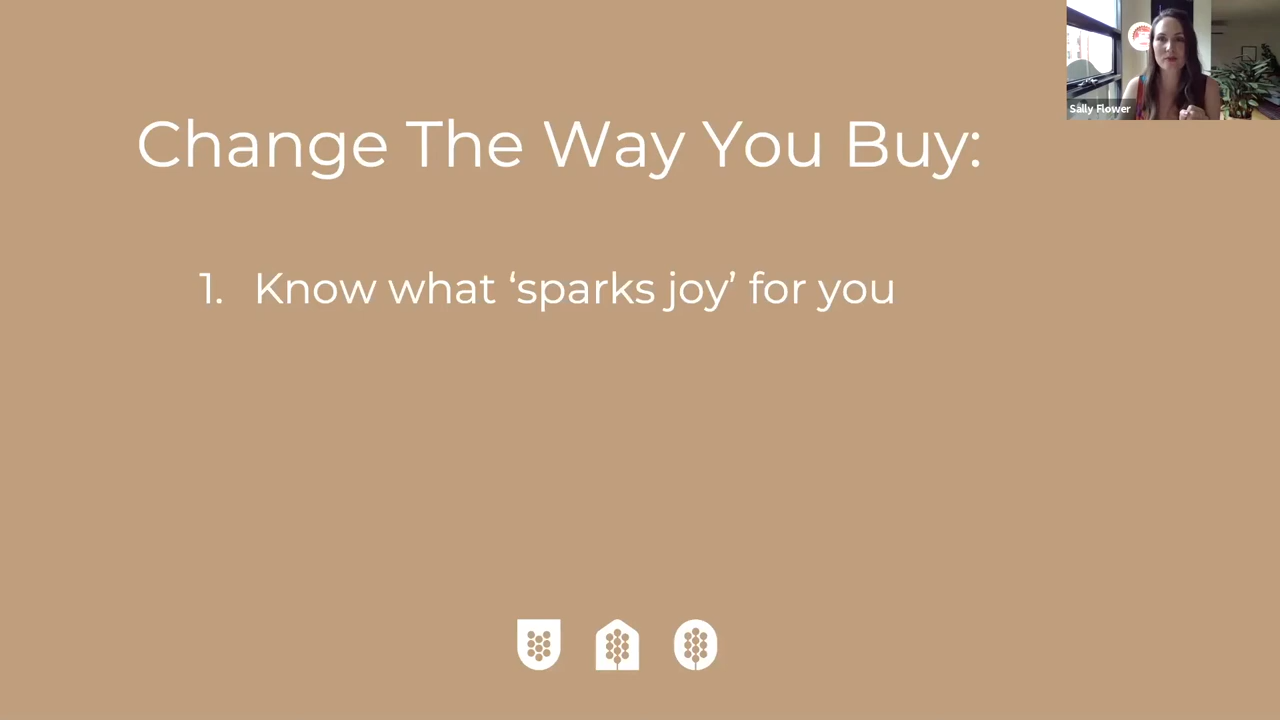 Change The Way You Buy:
1. Know what ‘sparks joy’ for you
Sally Flower